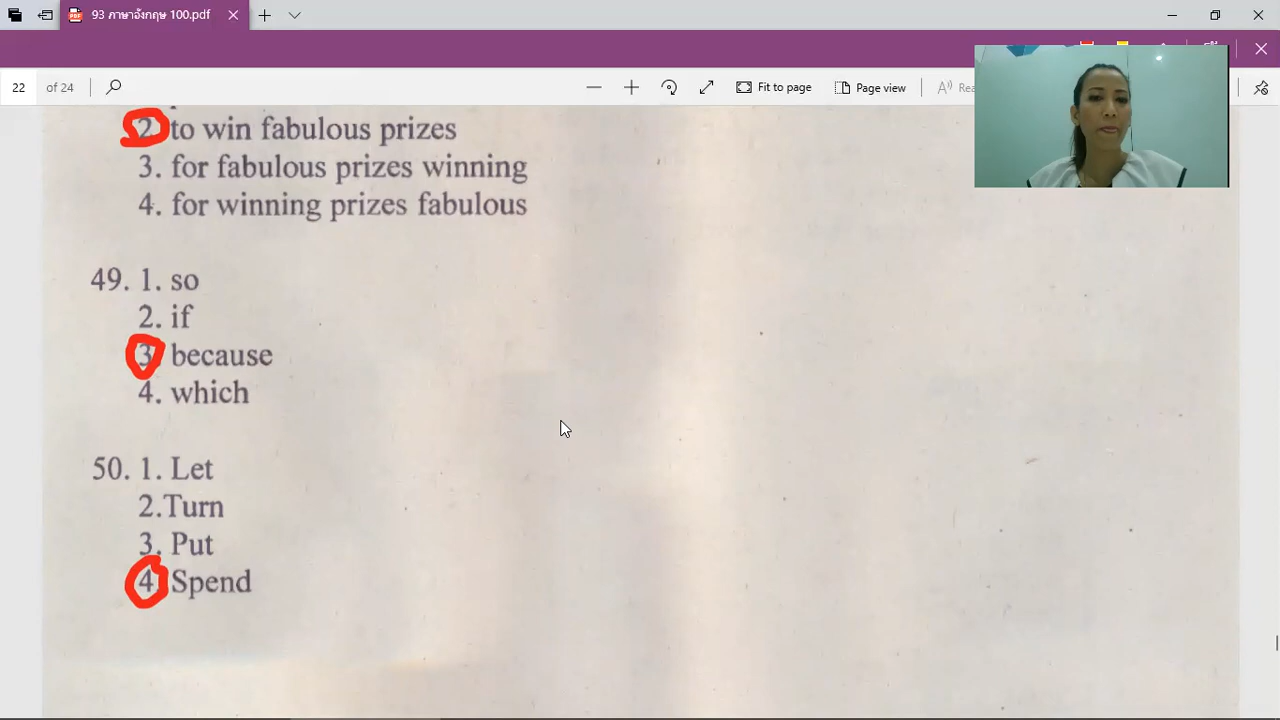 93 ภาษาอังกฤษ 100.pdf
22 of 24
Fit to page
Page view
2. to win fabulous prizes
3. for fabulous prizes winning
4. for winning prizes fabulous
49. 1. so
2. if
3. because
4. which
50. 1. Let
2.Turn
3. Put
4. Spend